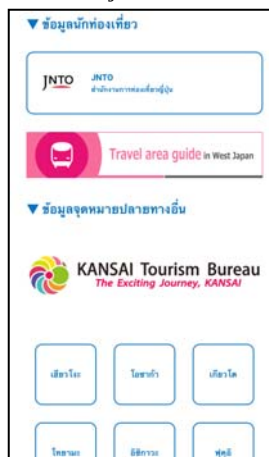 ▼ ข้อมูลนักท่องเที่ยว
JNTO
JNTO
สำนักงานการท่องเที่ยวญี่ปุ่น
Travel area guide in West Japan
▼ ข้อมูลจุดหมายปลายทางอื่น
KANSAI Tourism Bureau
The Exciting Journey, KANSAI
เฮียวโงะ
โอซาก้า
เกียวโต
โทยามะ
อิชิกาวะ
ฟุคุอิ